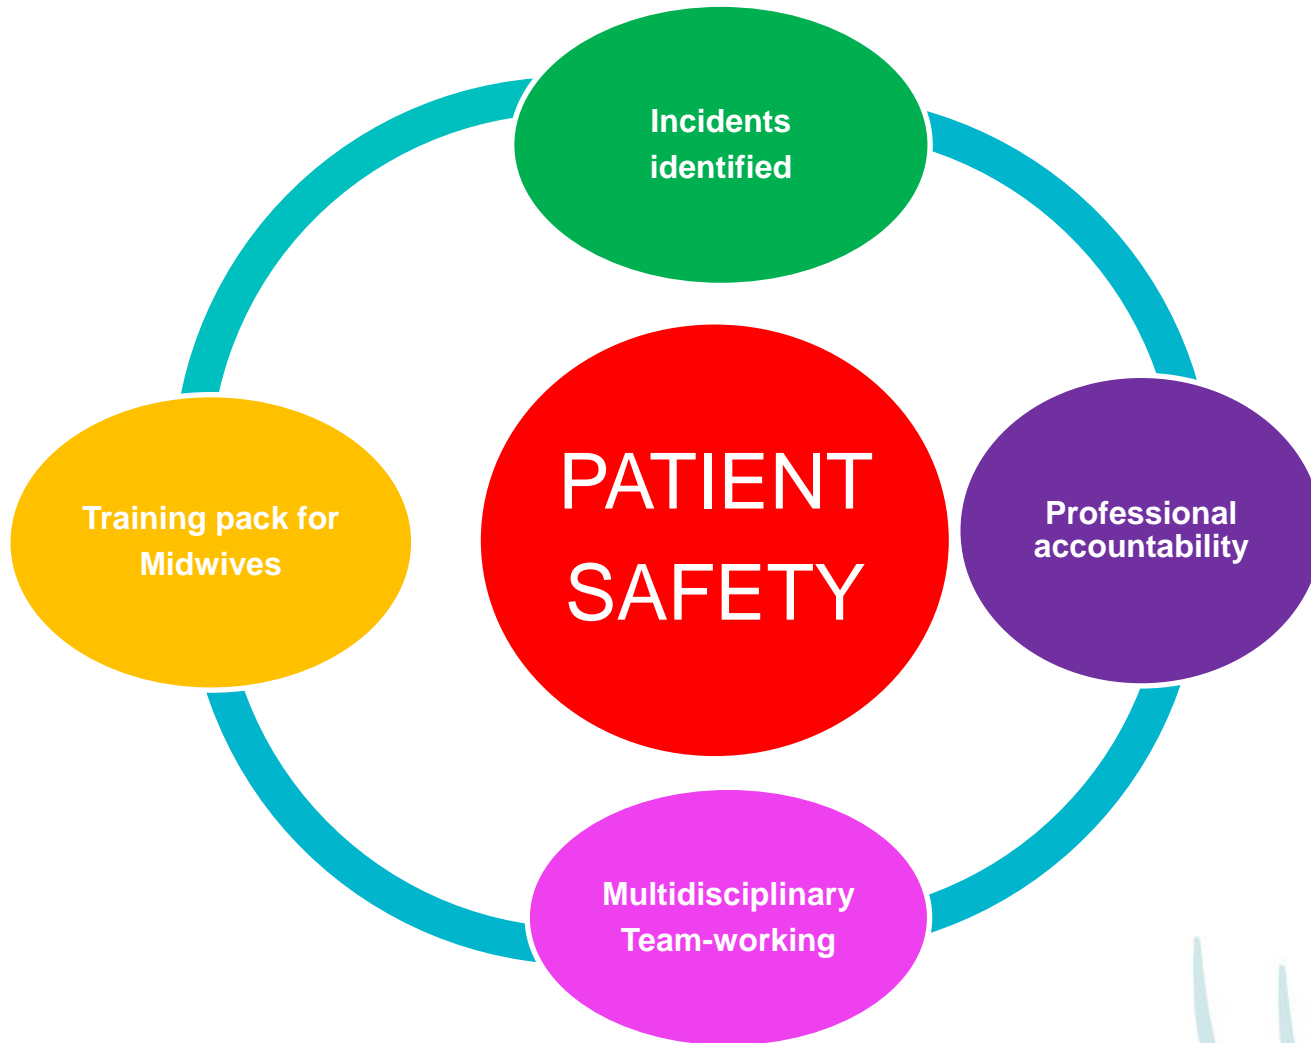 Incidents
identified
PATIENT
SAFETY
Training pack for
Midwives
Professional
accountability
Multidisciplinary
Team-working